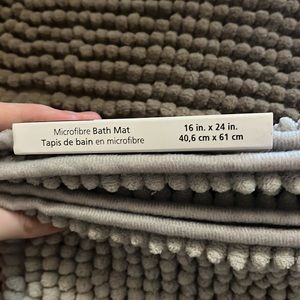 Microfibre Bath Mat
Tapis de bain en microfibre
16 in. x 24 in.
40,6 cm x 61 cm